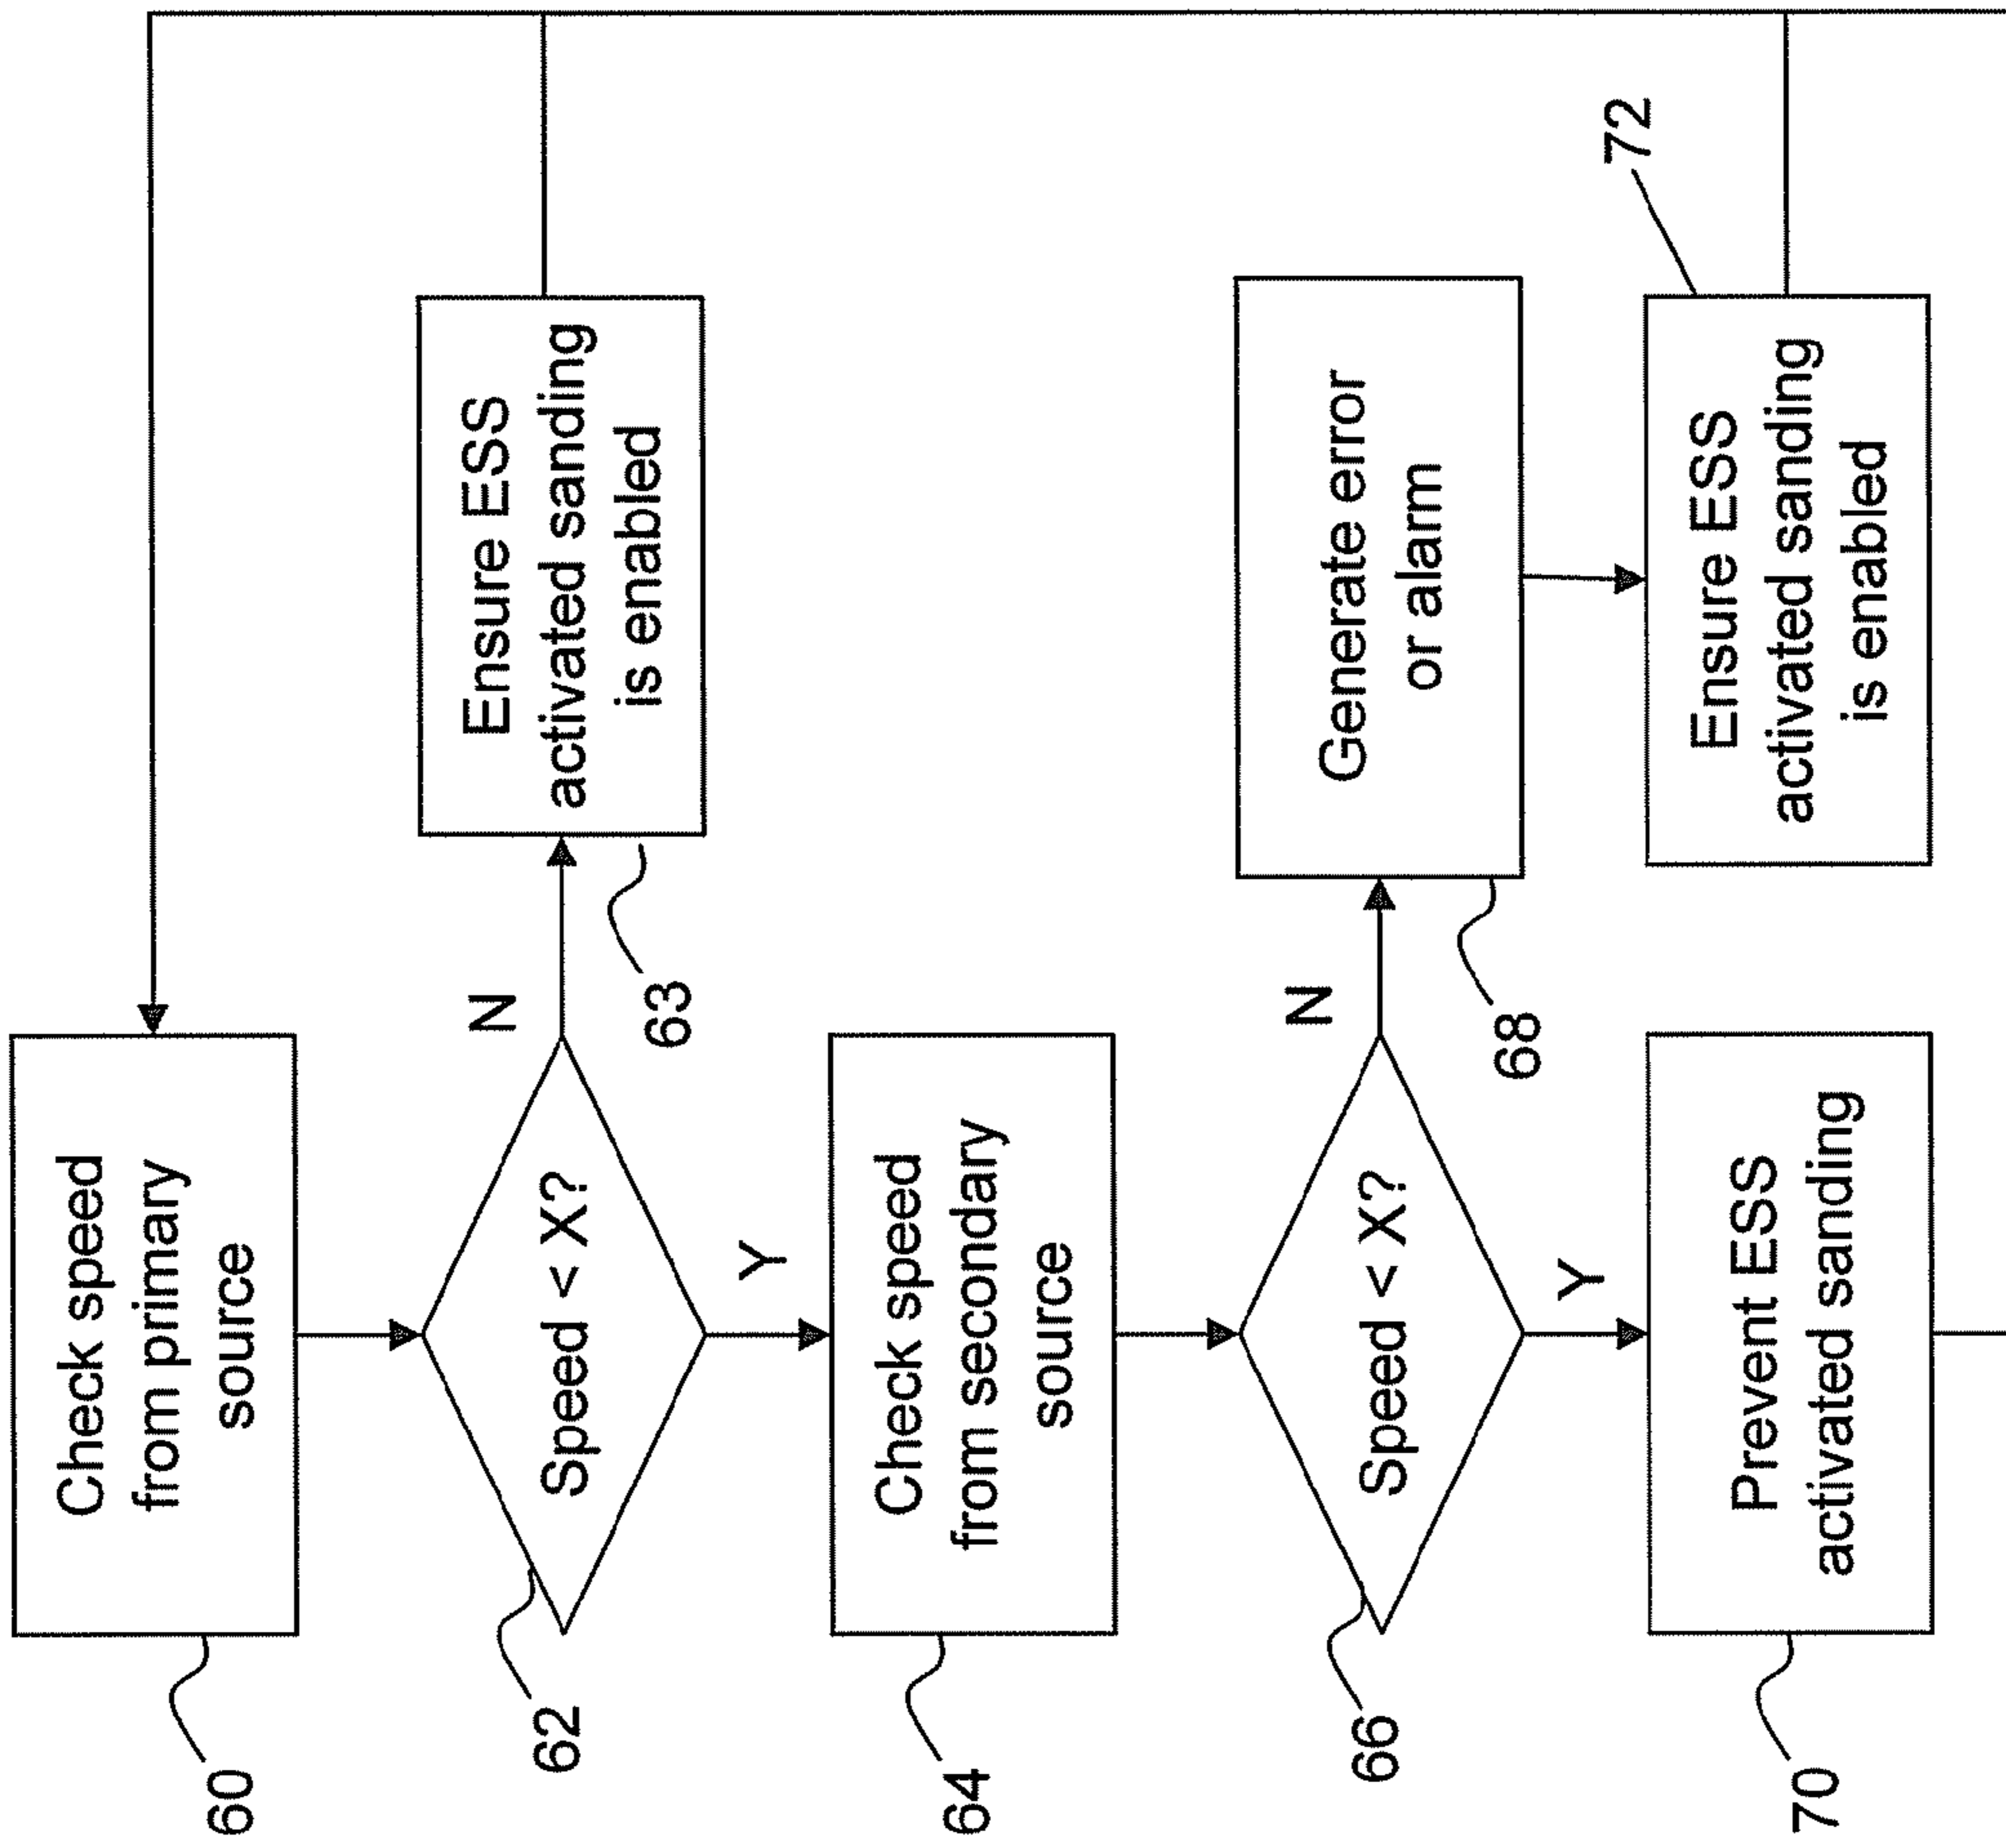 60
Check speed
from primary
source
62
Speed < X?
N
63
Ensure ESS
activated sanding
is enabled
Y
64
Check speed
from secondary
source
66
Speed < X?
N
68
Generate error
or alarm
Y
70
Prevent ESS
activated sanding
72
Ensure ESS
activated sanding
is enabled